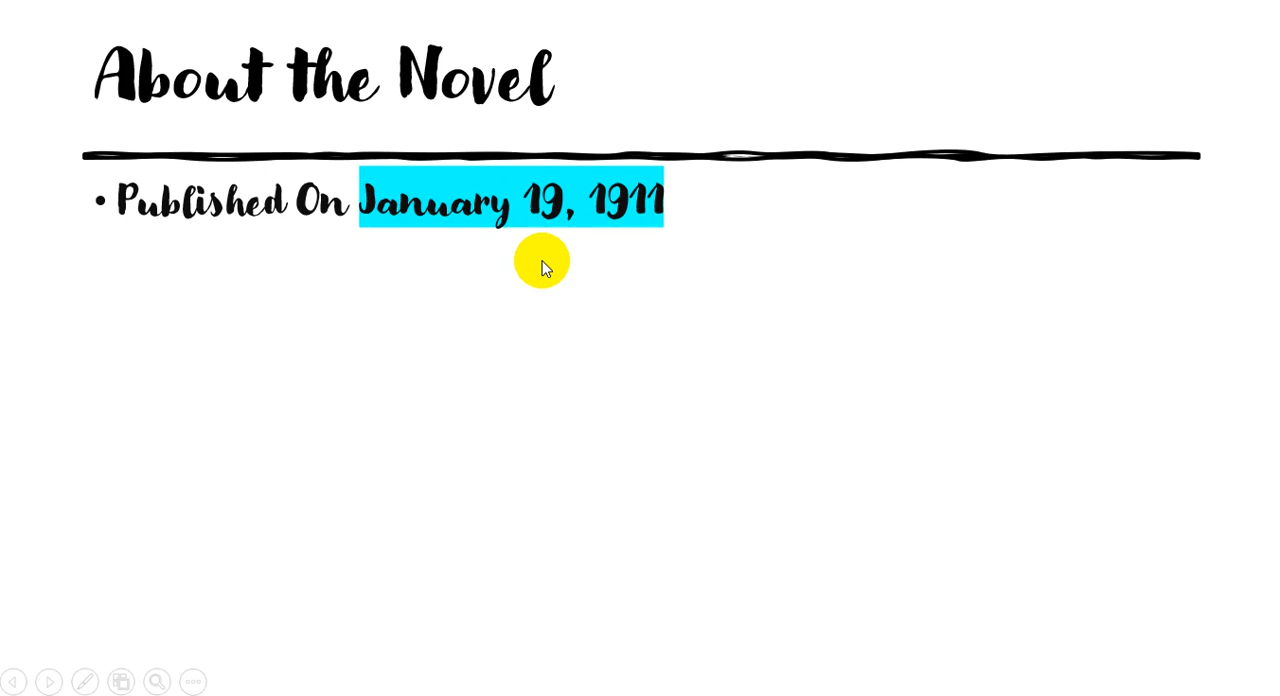 About the Novel
• Published On January 19, 1911